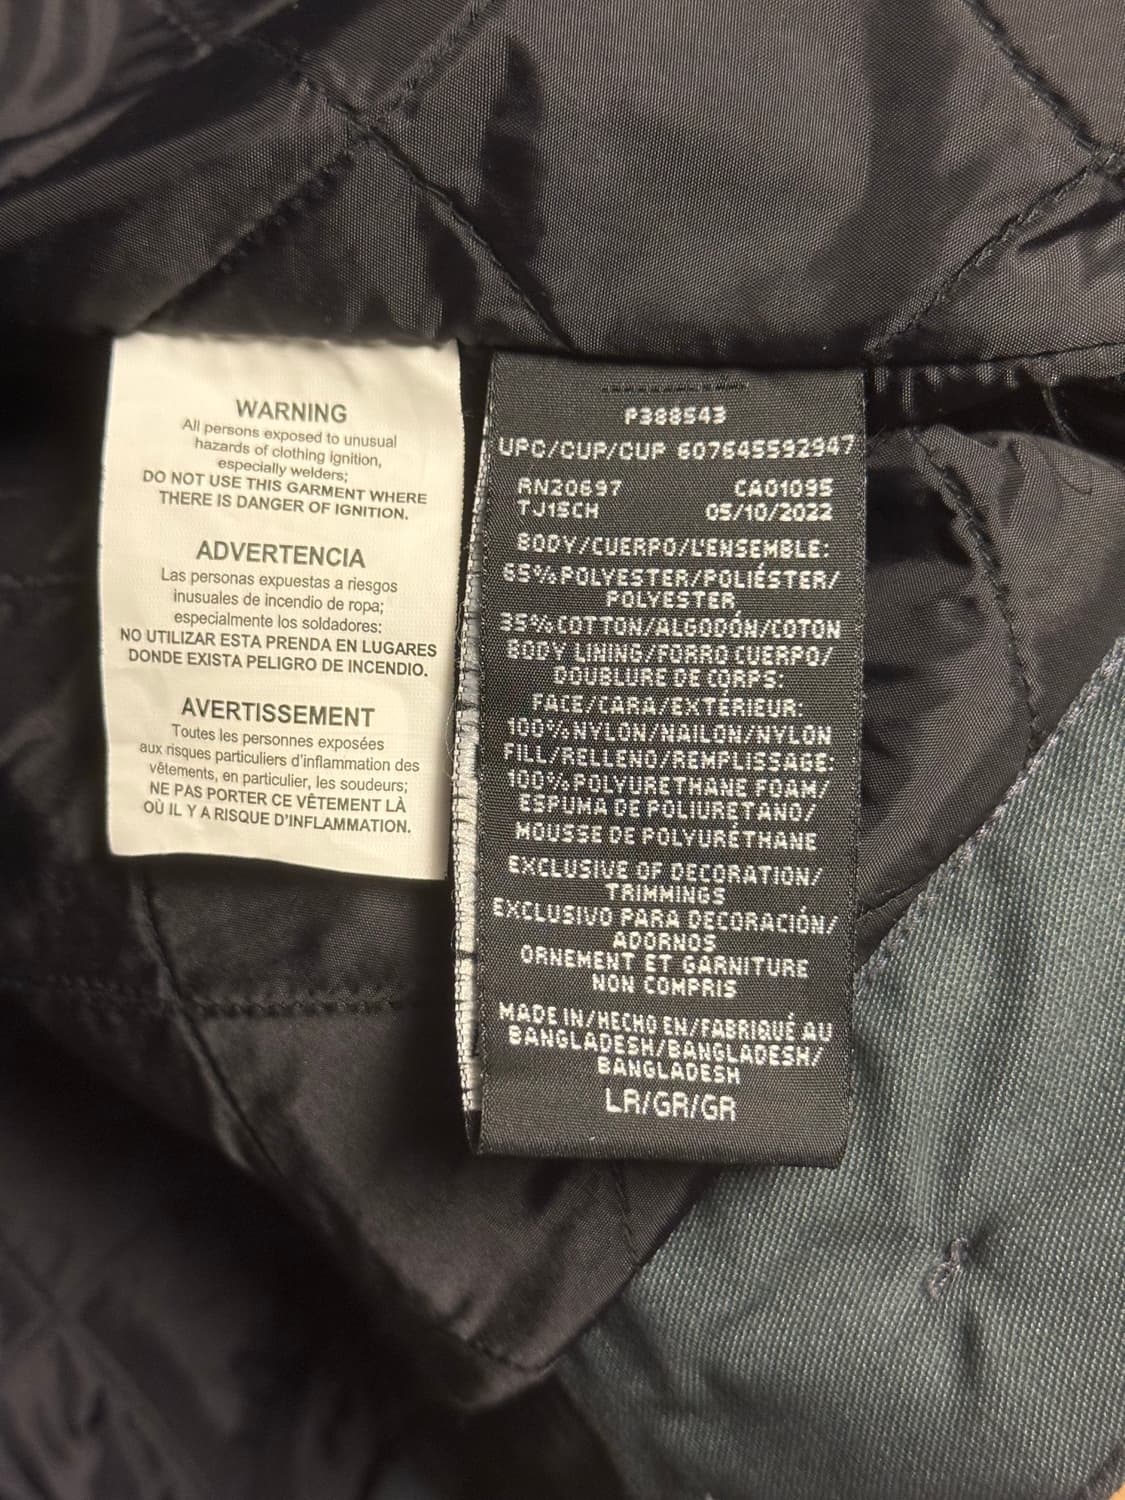 WARNING
All persons exposed to unusual
hazards of clothing ignition,
especially welders;
DO NOT USE THIS GARMENT WHERE
THERE IS DANGER OF IGNITION.
ADVERTENCIA
Las personas expuestas a riesgos
inusuales de incendio de ropa;
especialmente los soldadores:
NO UTILIZAR ESTA PRENDA EN LUGARES
DONDE EXISTA PELIGRO DE INCENDIO.
AVERTISSEMENT
Toutes les personnes exposées
aux risques particuliers d'inflammation des
vêtements, en particulier, les soudeurs;
NE PAS PORTER CE VÊTEMENT LÀ
OÙ IL Y A RISQUE D'INFLAMMATION.
P388543
UPC/CUP/CUP 607645592947
RN20697 CA01095
TJ15CH 05/10/2022
BODY/CUERPO/L'ENSEMBLE:
65%POLYESTER/POLIÉSTER/
POLYESTER,
35%COTTON/ALGODÓN/COTON
BODY LINING/FORRO CUERPO/
DOUBLURE DE CORPS:
FACE/CARA/EXTÉRIEUR:
100%NYLON/NAILON/NYLON
FILL/RELLENO/REMPLISSAGE:
100%POLYURETHANE FOAM/
ESPUMA DE POLIURETANO/
MOUSSE DE POLYURÉTHANE
EXCLUSIVE OF DECORATION/
TRIMMINGS
EXCLUSIVO PARA DECORACIÓN/
ADORNOS
ORNEMENT ET GARNITURE
NON COMPRIS
MADE IN/HECHO EN/FABRIQUÉ AU
BANGLADESH/BANGLADESH/
BANGLADESH
LR/GR/GR